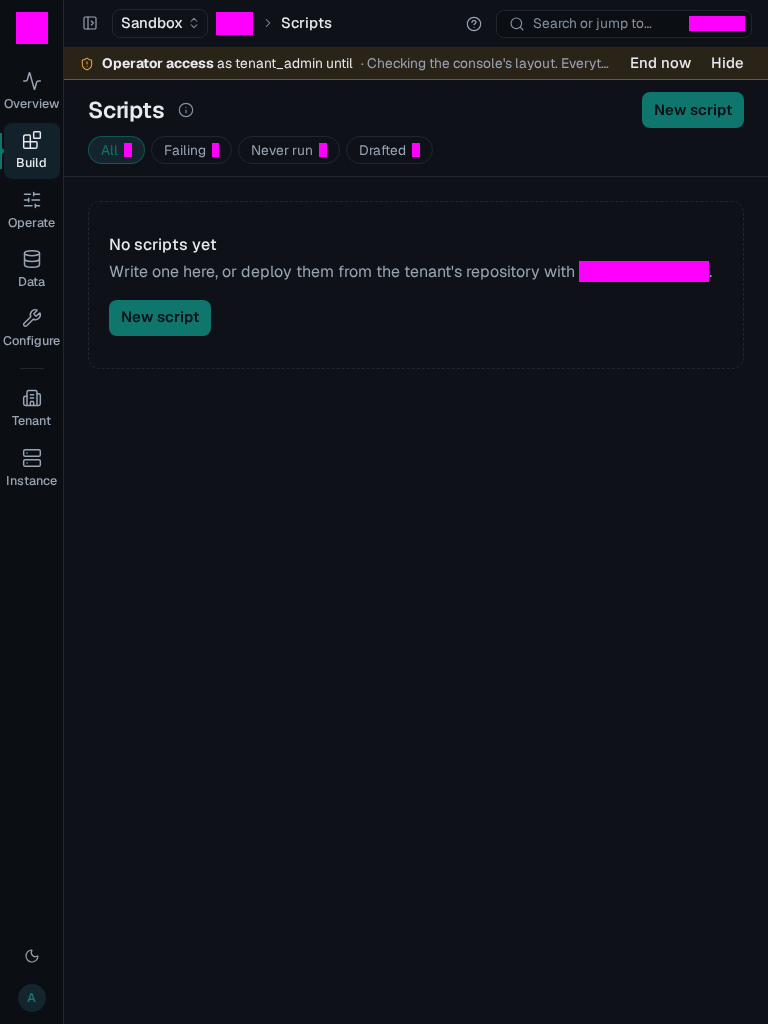 Sandbox
Scripts
Search or jump to...
Operator access as tenant_admin until · Checking the console's layout. Everyt...
End now
Hide
Overview
Build
Operate
Data
Configure
Tenant
Instance
A
Scripts
New script
All
Failing
Never run
Drafted
No scripts yet
Write one here, or deploy them from the tenant's repository with .
New script